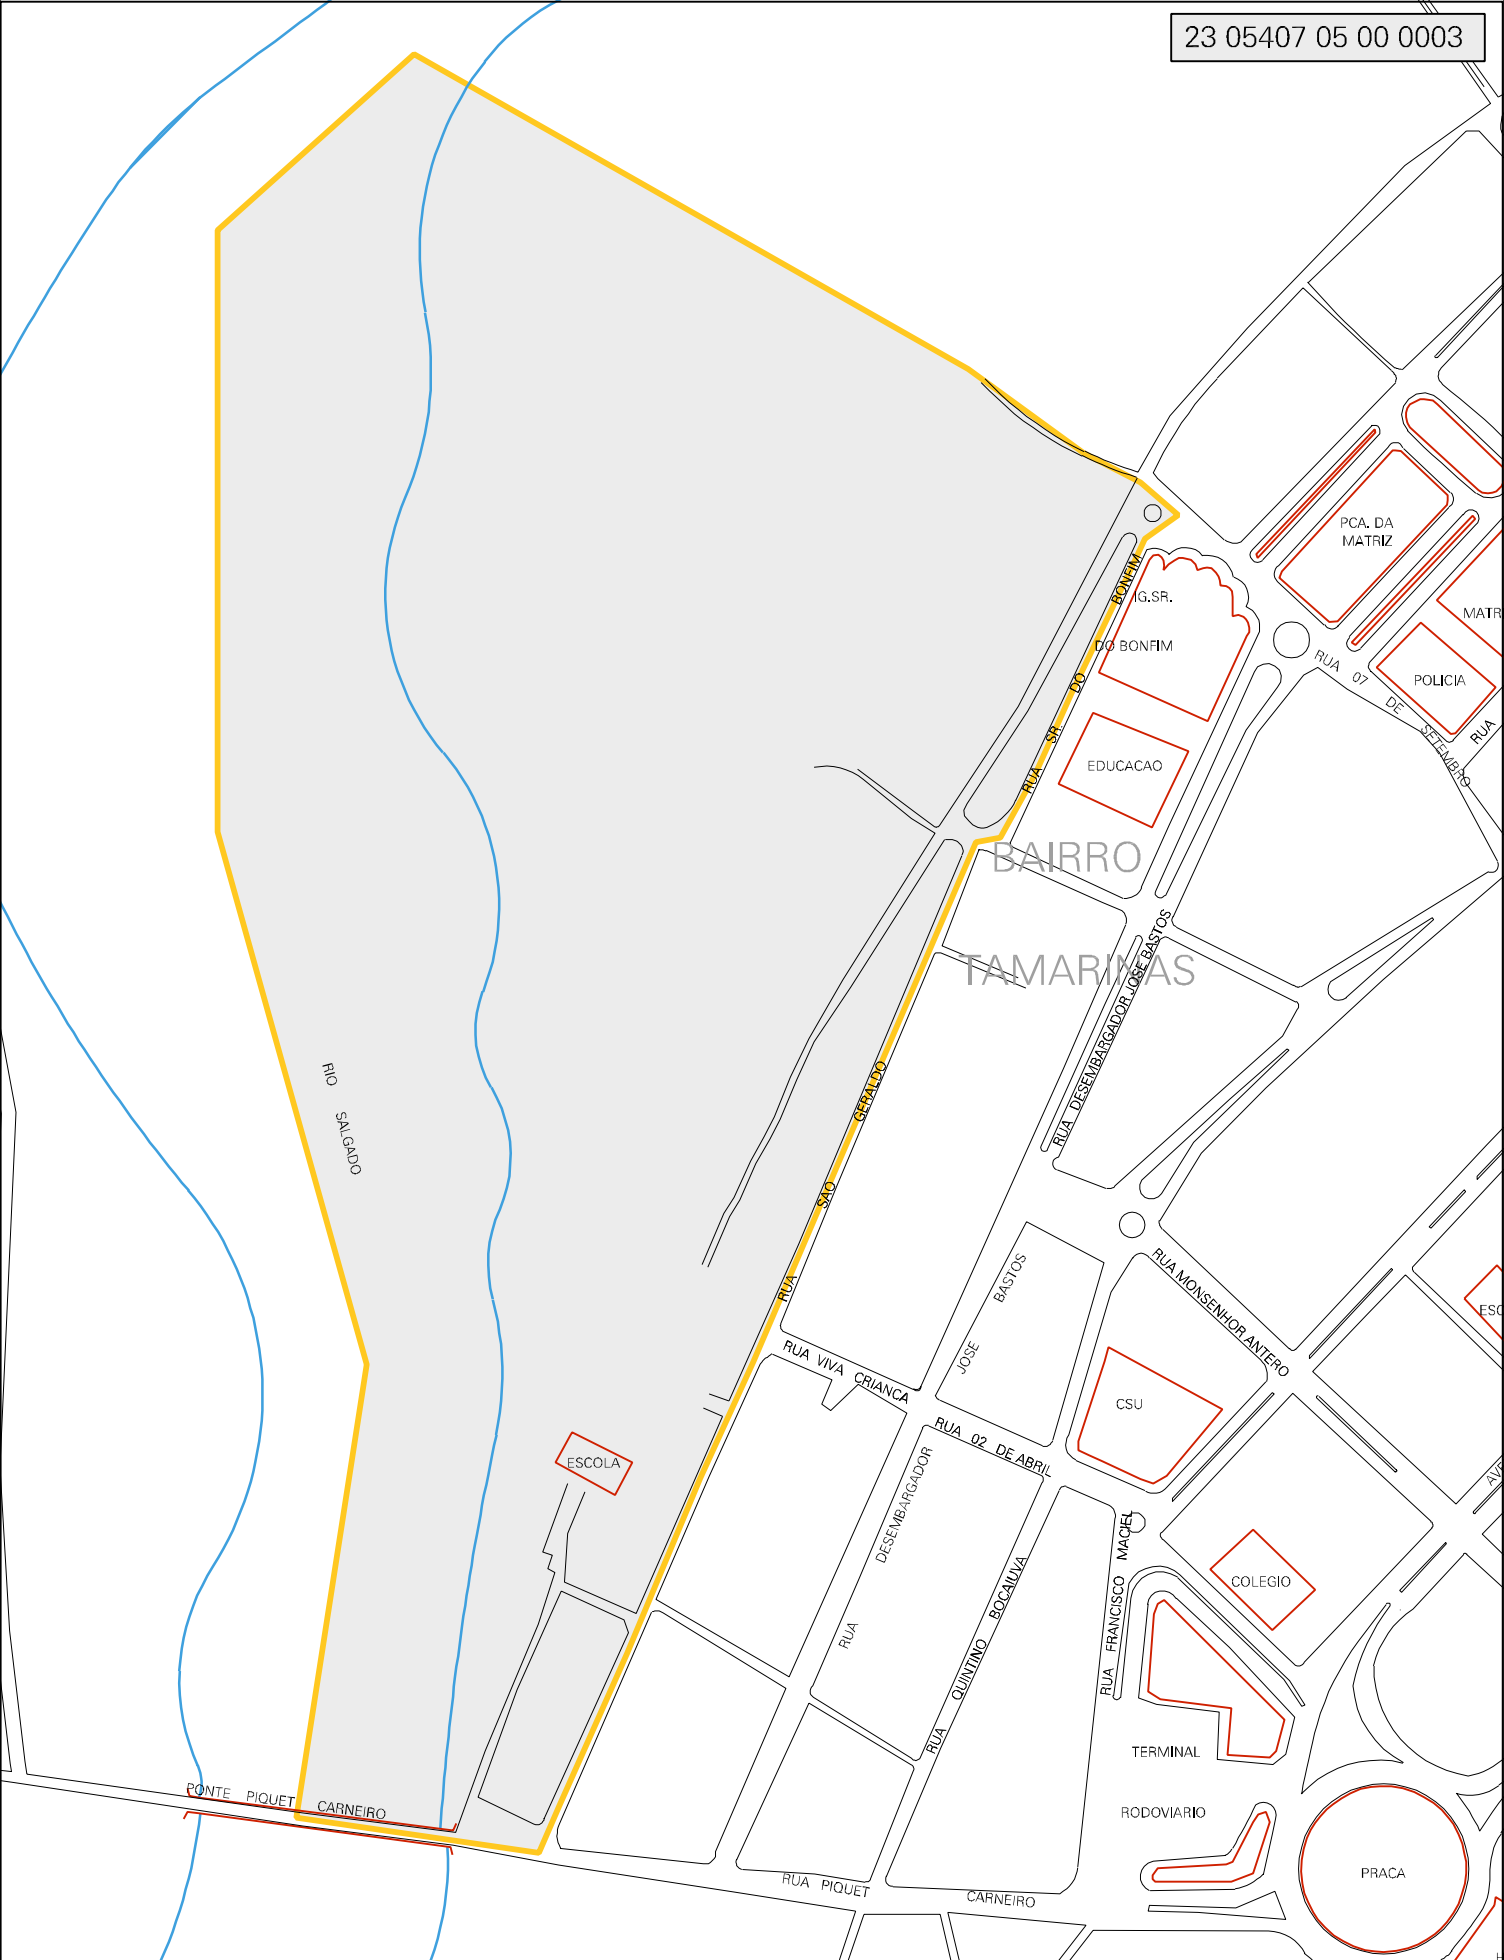 23 05407 05 00 0003
PCA. DA
MATRIZ
BONFIM
IG.SR.
MATR
DO BONFIM
RUA 07 DE SETEMBRO
POLICIA
DO
SR.
RUA
RUA
EDUCACAO
BAIRRO
TAMARINAS
RUA DESEMBARGADOR JOSE BASTOS
RIO SALGADO
GERALDO
SAO
RUA
RUA MONSENHOR ANTERO
BASTOS
JOSE
ESC
RUA VIVA CRIANCA
CSU
RUA 02 DE ABRIL
ESCOLA
DESEMBARGADOR
RUA
AVE
RUA FRANCISCO MACIEL
COLEGIO
RUA QUINTINO BOCAIUVA
TERMINAL
RODOVIARIO
PONTE PIQUET CARNEIRO
PRACA
RUA PIQUET CARNEIRO